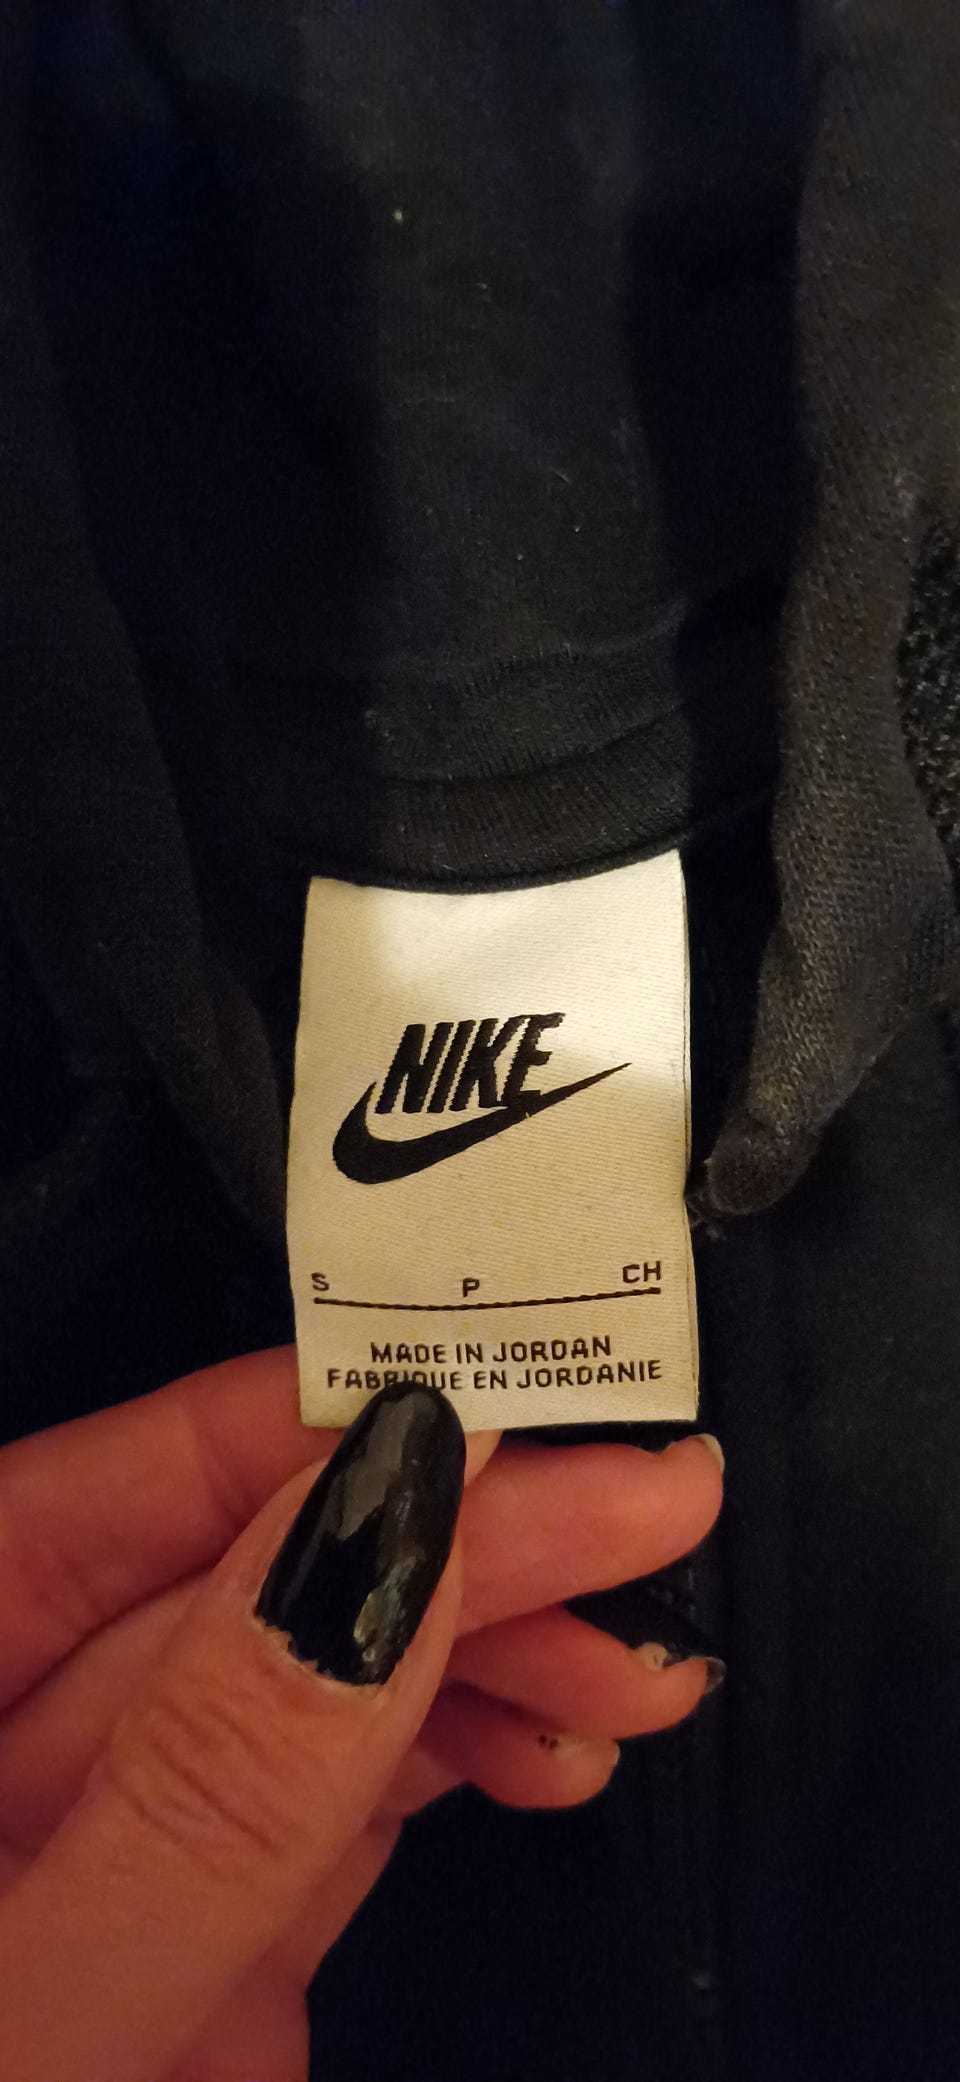 NIKE
S P CH
MADE IN JORDAN
FABRIQUE EN JORDANIE